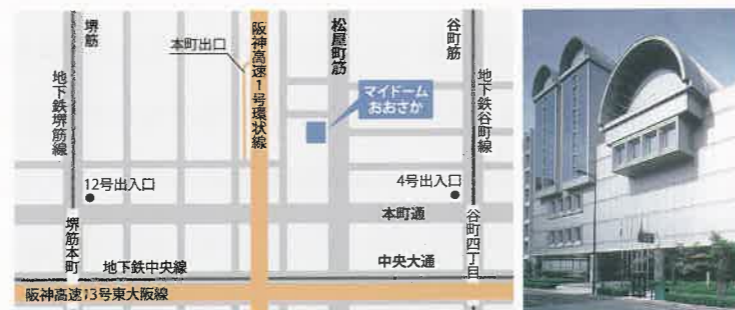 堺筋
阪神高速1号環状線
松屋町筋
谷町筋
本町出口
地下鉄堺筋線
マイドーム
おおさか
地下鉄谷町線
12号出入口
4号出入口
本町通
堺筋本町
谷町四丁目
地下鉄中央線
中央大通
阪神高速13号東大阪線